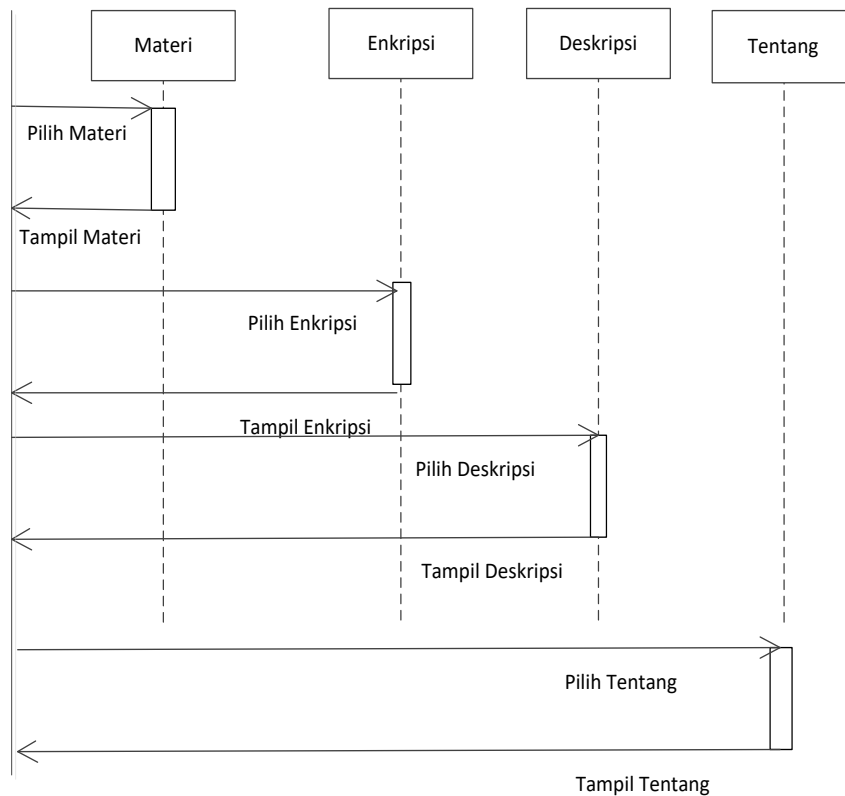 Materi
Enkripsi
Deskripsi
Tentang
Pilih Materi
Tampil Materi
Pilih Enkripsi
Tampil Enkripsi
Pilih Deskripsi
Tampil Deskripsi
Pilih Tentang
Tampil Tentang